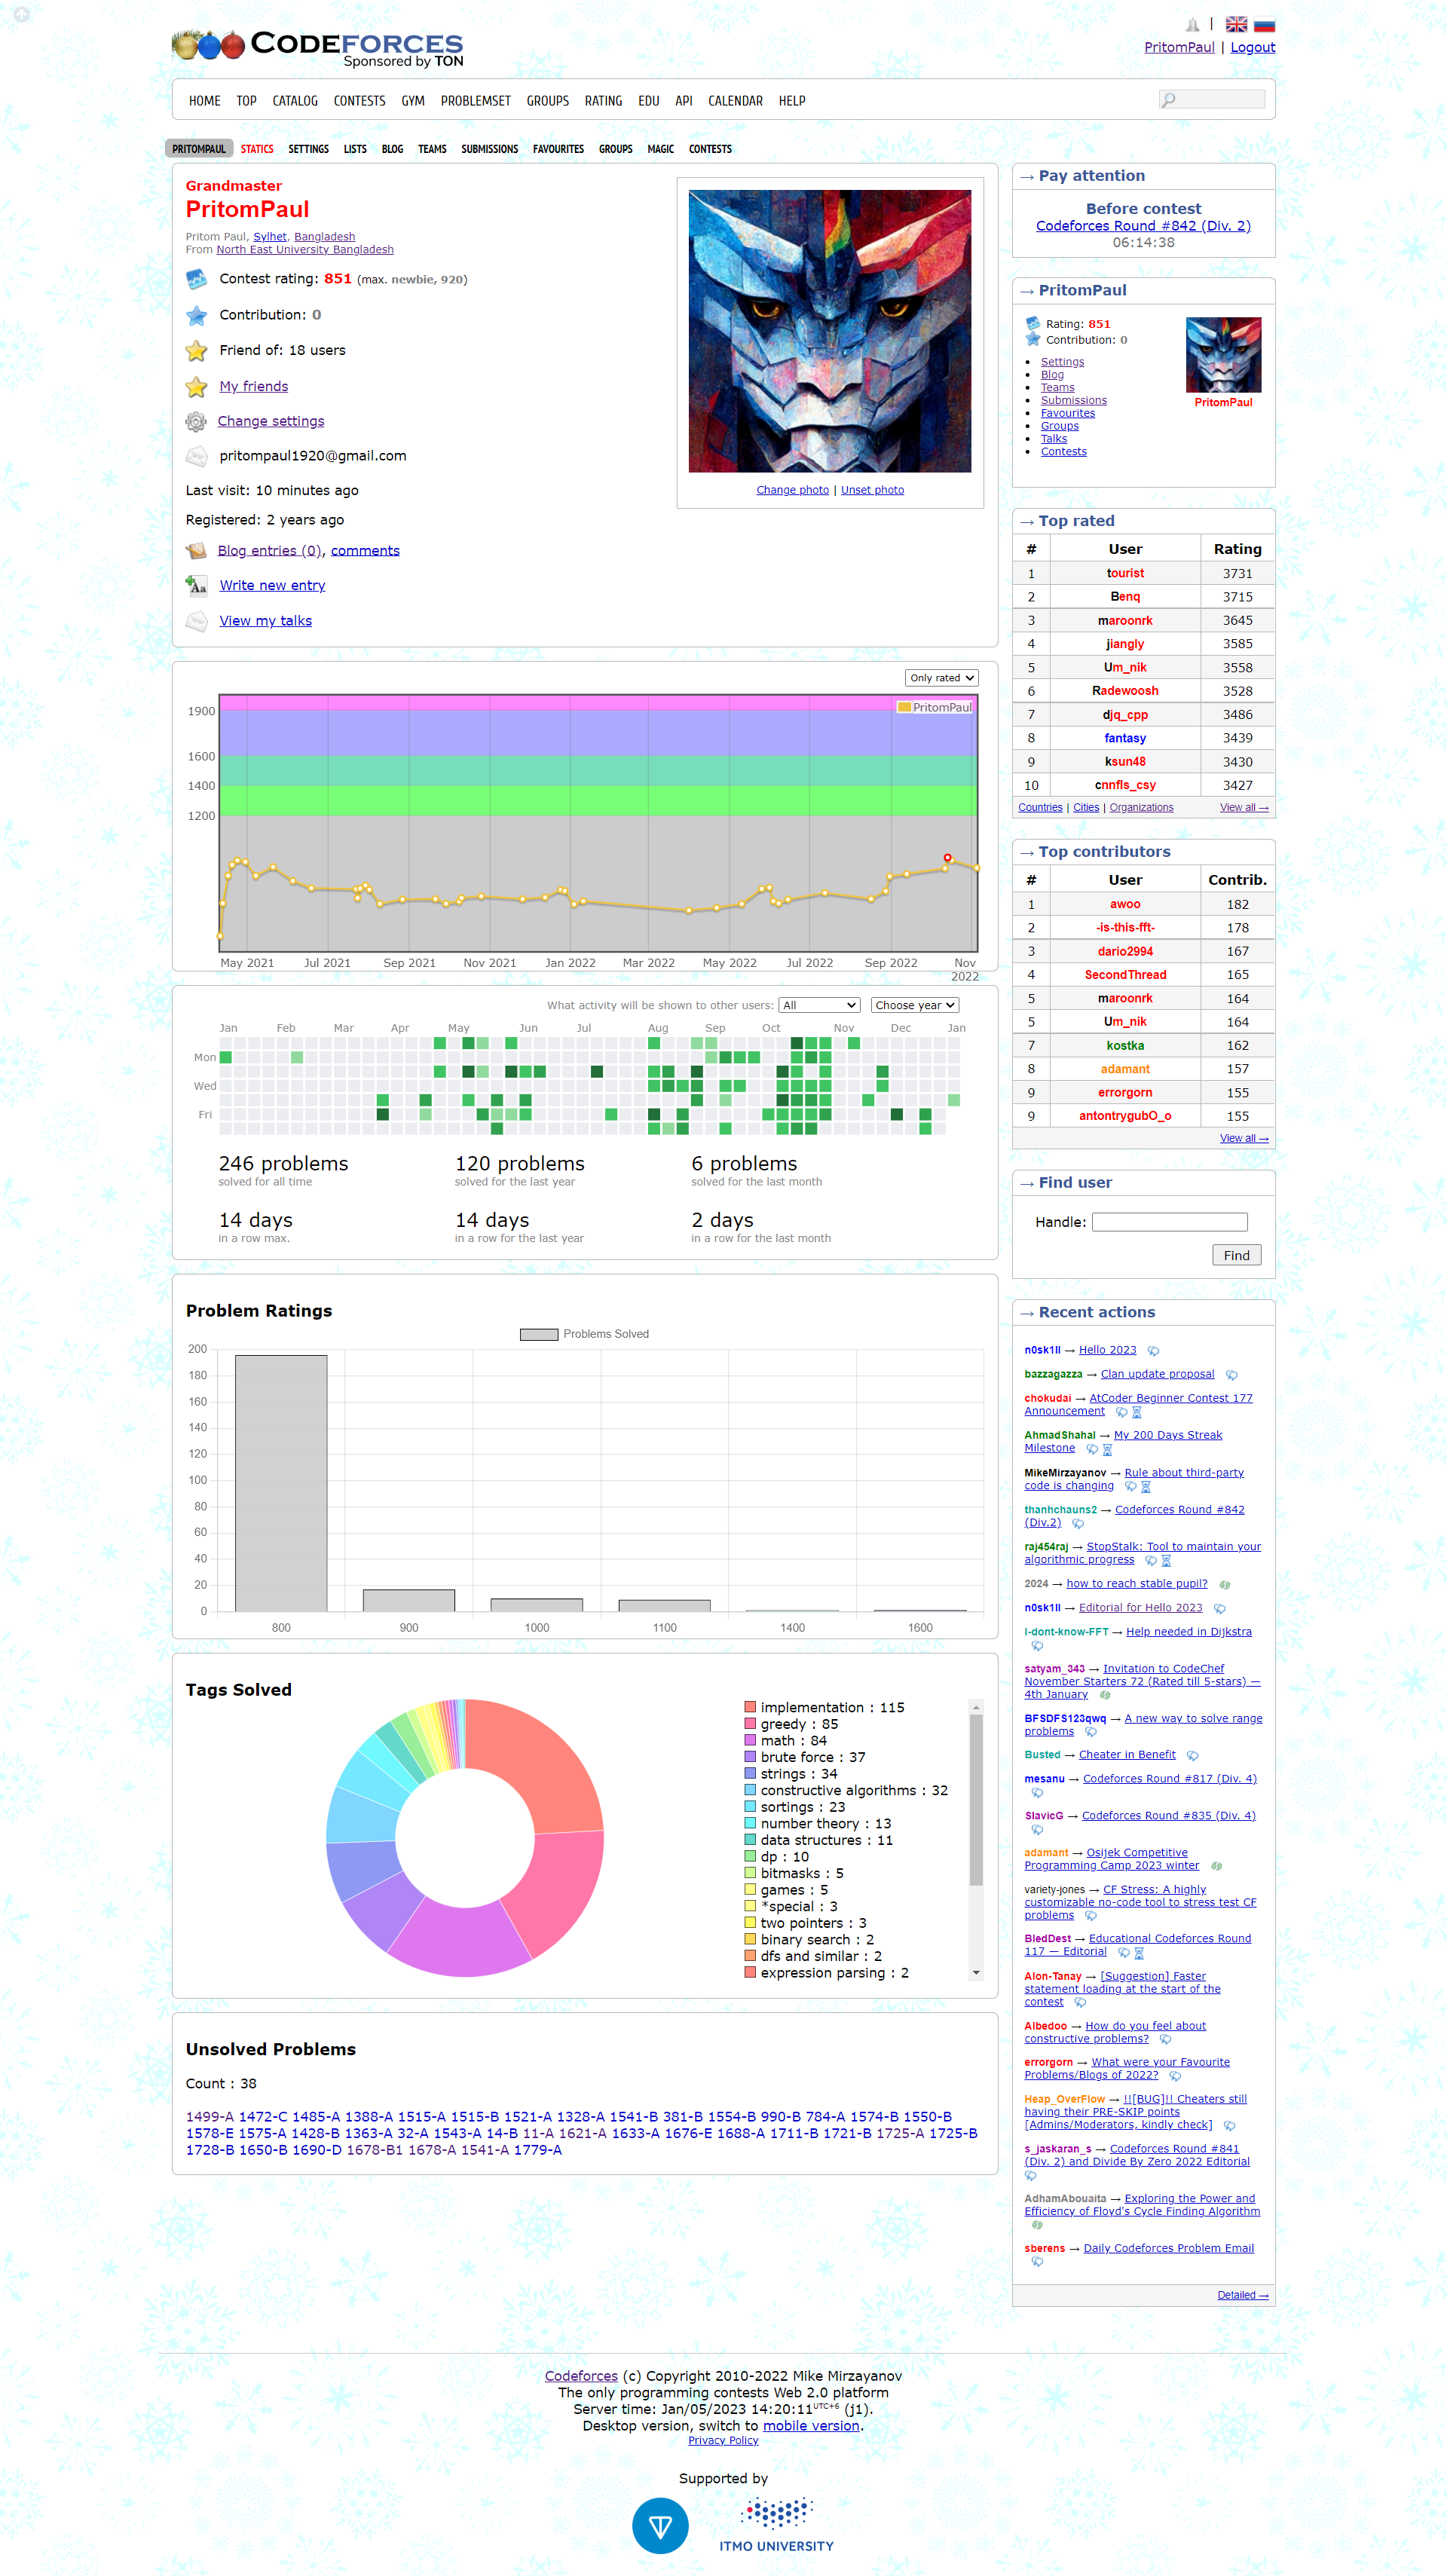 CODEFORCES
Sponsored by TON
|
PritomPaul | Logout
HOME TOP CATALOG CONTESTS GYM PROBLEMSET GROUPS RATING EDU API CALENDAR HELP
PRITOMPAUL STATICS SETTINGS LISTS BLOG TEAMS SUBMISSIONS FAVOURITES GROUPS MAGIC CONTESTS
Grandmaster
PritomPaul
Pritom Paul, Sylhet, Bangladesh
From North East University Bangladesh
Contest rating: 851 (max. newbie, 920)
Contribution: 0
Friend of: 18 users
My friends
Change settings
pritompaul1920@gmail.com
Last visit: 10 minutes ago
Registered: 2 years ago
Blog entries (0), comments
Write new entry
View my talks
Change photo | Unset photo
Only rated
PritomPaul
1900
1600
1400
1200
May 2021 Jul 2021 Sep 2021 Nov 2021 Jan 2022 Mar 2022 May 2022 Jul 2022 Sep 2022 Nov 2022
What activity will be shown to other users: All Choose year
Jan Feb Mar Apr May Jun Jul Aug Sep Oct Nov Dec Jan
Mon
Wed
Fri
246 problems 120 problems 6 problems
solved for all time solved for the last year solved for the last month
14 days 14 days 2 days
in a row max. in a row for the last year in a row for the last month
Problem Ratings
Problems Solved
200
180
160
140
120
100
80
60
40
20
0
800 900 1000 1100 1400 1600
Tags Solved
implementation : 115
greedy : 85
math : 84
brute force : 37
strings : 34
constructive algorithms : 32
sortings : 23
number theory : 13
data structures : 11
dp : 10
bitmasks : 5
games : 5
*special : 3
two pointers : 3
binary search : 2
dfs and similar : 2
expression parsing : 2
Unsolved Problems
Count : 38
1499-A 1472-C 1485-A 1388-A 1515-A 1515-B 1521-A 1328-A 1541-B 381-B 1554-B 990-B 784-A 1574-B 1550-B
1578-E 1575-A 1428-B 1363-A 32-A 1543-A 14-B 11-A 1621-A 1633-A 1676-E 1688-A 1711-B 1721-B 1725-A 1725-B
1728-B 1650-B 1690-D 1678-B1 1678-A 1541-A 1779-A
→ Pay attention
Before contest
Codeforces Round #842 (Div. 2)
06:14:38
→ PritomPaul
Rating: 851
Contribution: 0
Settings
Blog
Teams
Submissions
Favourites
Groups
Talks
Contests
PritomPaul
→ Top rated
# User Rating
1 tourist 3731
2 Benq 3715
3 maroonrk 3645
4 jiangly 3585
5 Um_nik 3558
6 Radewoosh 3528
7 djq_cpp 3486
8 fantasy 3439
9 ksun48 3430
10 cnnfls_csy 3427
Countries | Cities | Organizations View all →
→ Top contributors
# User Contrib.
1 awoo 182
2 -is-this-fft- 178
3 dario2994 167
4 SecondThread 165
5 maroonrk 164
5 Um_nik 164
7 kostka 162
8 adamant 157
9 errorgorn 155
9 antontrygubO_o 155
View all →
→ Find user
Handle:
Find
→ Recent actions
n0sk1ll → Hello 2023
bazzagazza → Clan update proposal
chokudai → AtCoder Beginner Contest 177
Announcement
AhmadShahal → My 200 Days Streak
Milestone
MikeMirzayanov → Rule about third-party
code is changing
thanhchauns2 → Codeforces Round #842
(Div.2)
raj454raj → StopStalk: Tool to maintain your
algorithmic progress
2024 → how to reach stable pupil?
n0sk1ll → Editorial for Hello 2023
I-dont-know-FFT → Help needed in Dijkstra
satyam_343 → Invitation to CodeChef
November Starters 72 (Rated till 5-stars) —
4th January
BFSDFS123qwq → A new way to solve range
problems
Busted → Cheater in Benefit
mesanu → Codeforces Round #817 (Div. 4)
SlavicG → Codeforces Round #835 (Div. 4)
adamant → Osijek Competitive
Programming Camp 2023 winter
variety-jones → CF Stress: A highly
customizable no-code tool to stress test CF
problems
BledDest → Educational Codeforces Round
117 — Editorial
Alon-Tanay → [Suggestion] Faster
statement loading at the start of the
contest
Albedoo → How do you feel about
constructive problems?
errorgorn → What were your Favourite
Problems/Blogs of 2022?
Heap_OverFlow → !![BUG]!! Cheaters still
having their PRE-SKIP points
[Admins/Moderators, kindly check]
s_jaskaran_s → Codeforces Round #841
(Div. 2) and Divide By Zero 2022 Editorial
AdhamAbouaita → Exploring the Power and
Efficiency of Floyd's Cycle Finding Algorithm
sberens → Daily Codeforces Problem Email
Detailed →
Codeforces (c) Copyright 2010-2022 Mike Mirzayanov
The only programming contests Web 2.0 platform
Server time: Jan/05/2023 14:20:11 UTC+6 (j1).
Desktop version, switch to mobile version.
Privacy Policy
Supported by
ITMO UNIVERSITY